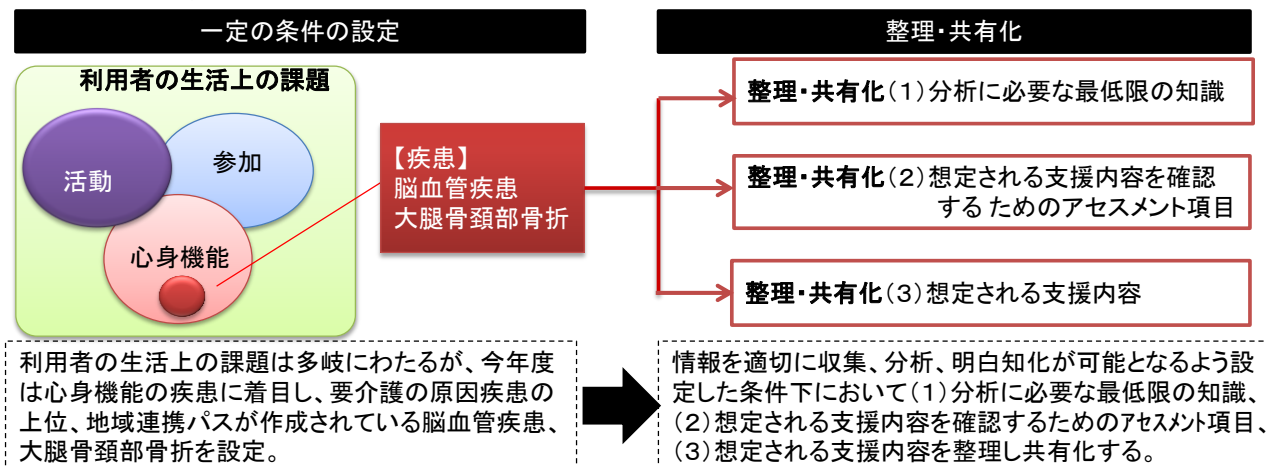 一定の条件の設定
整理・共有化
利用者の生活上の課題
活動
参加
心身機能
【疾患】
脳血管疾患
大腿骨頚部骨折
整理・共有化(1)分析に必要な最低限の知識
整理・共有化(2)想定される支援内容を確認
する ためのアセスメント項目
整理・共有化(3)想定される支援内容
利用者の生活上の課題は多岐にわたるが、今年度
は心身機能の疾患に着目し、要介護の原因疾患の
上位、地域連携パスが作成されている脳血管疾患、
大腿骨頚部骨折を設定。
情報を適切に収集、分析、明白知化が可能となるよう設
定した条件下において(1)分析に必要な最低限の知識、
(2)想定される支援内容を確認するためのアセスメント項目、
(3)想定される支援内容を整理し共有化する。